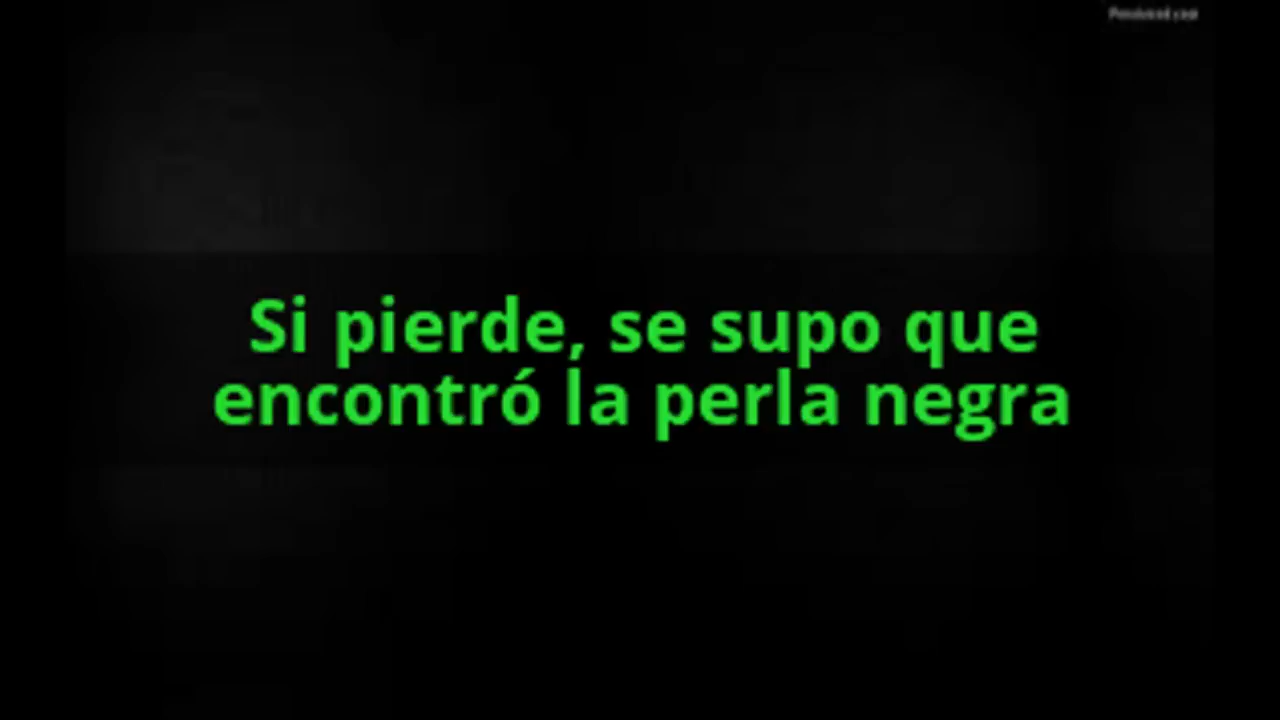 Si pierde, se supo que
encontró la perla negra